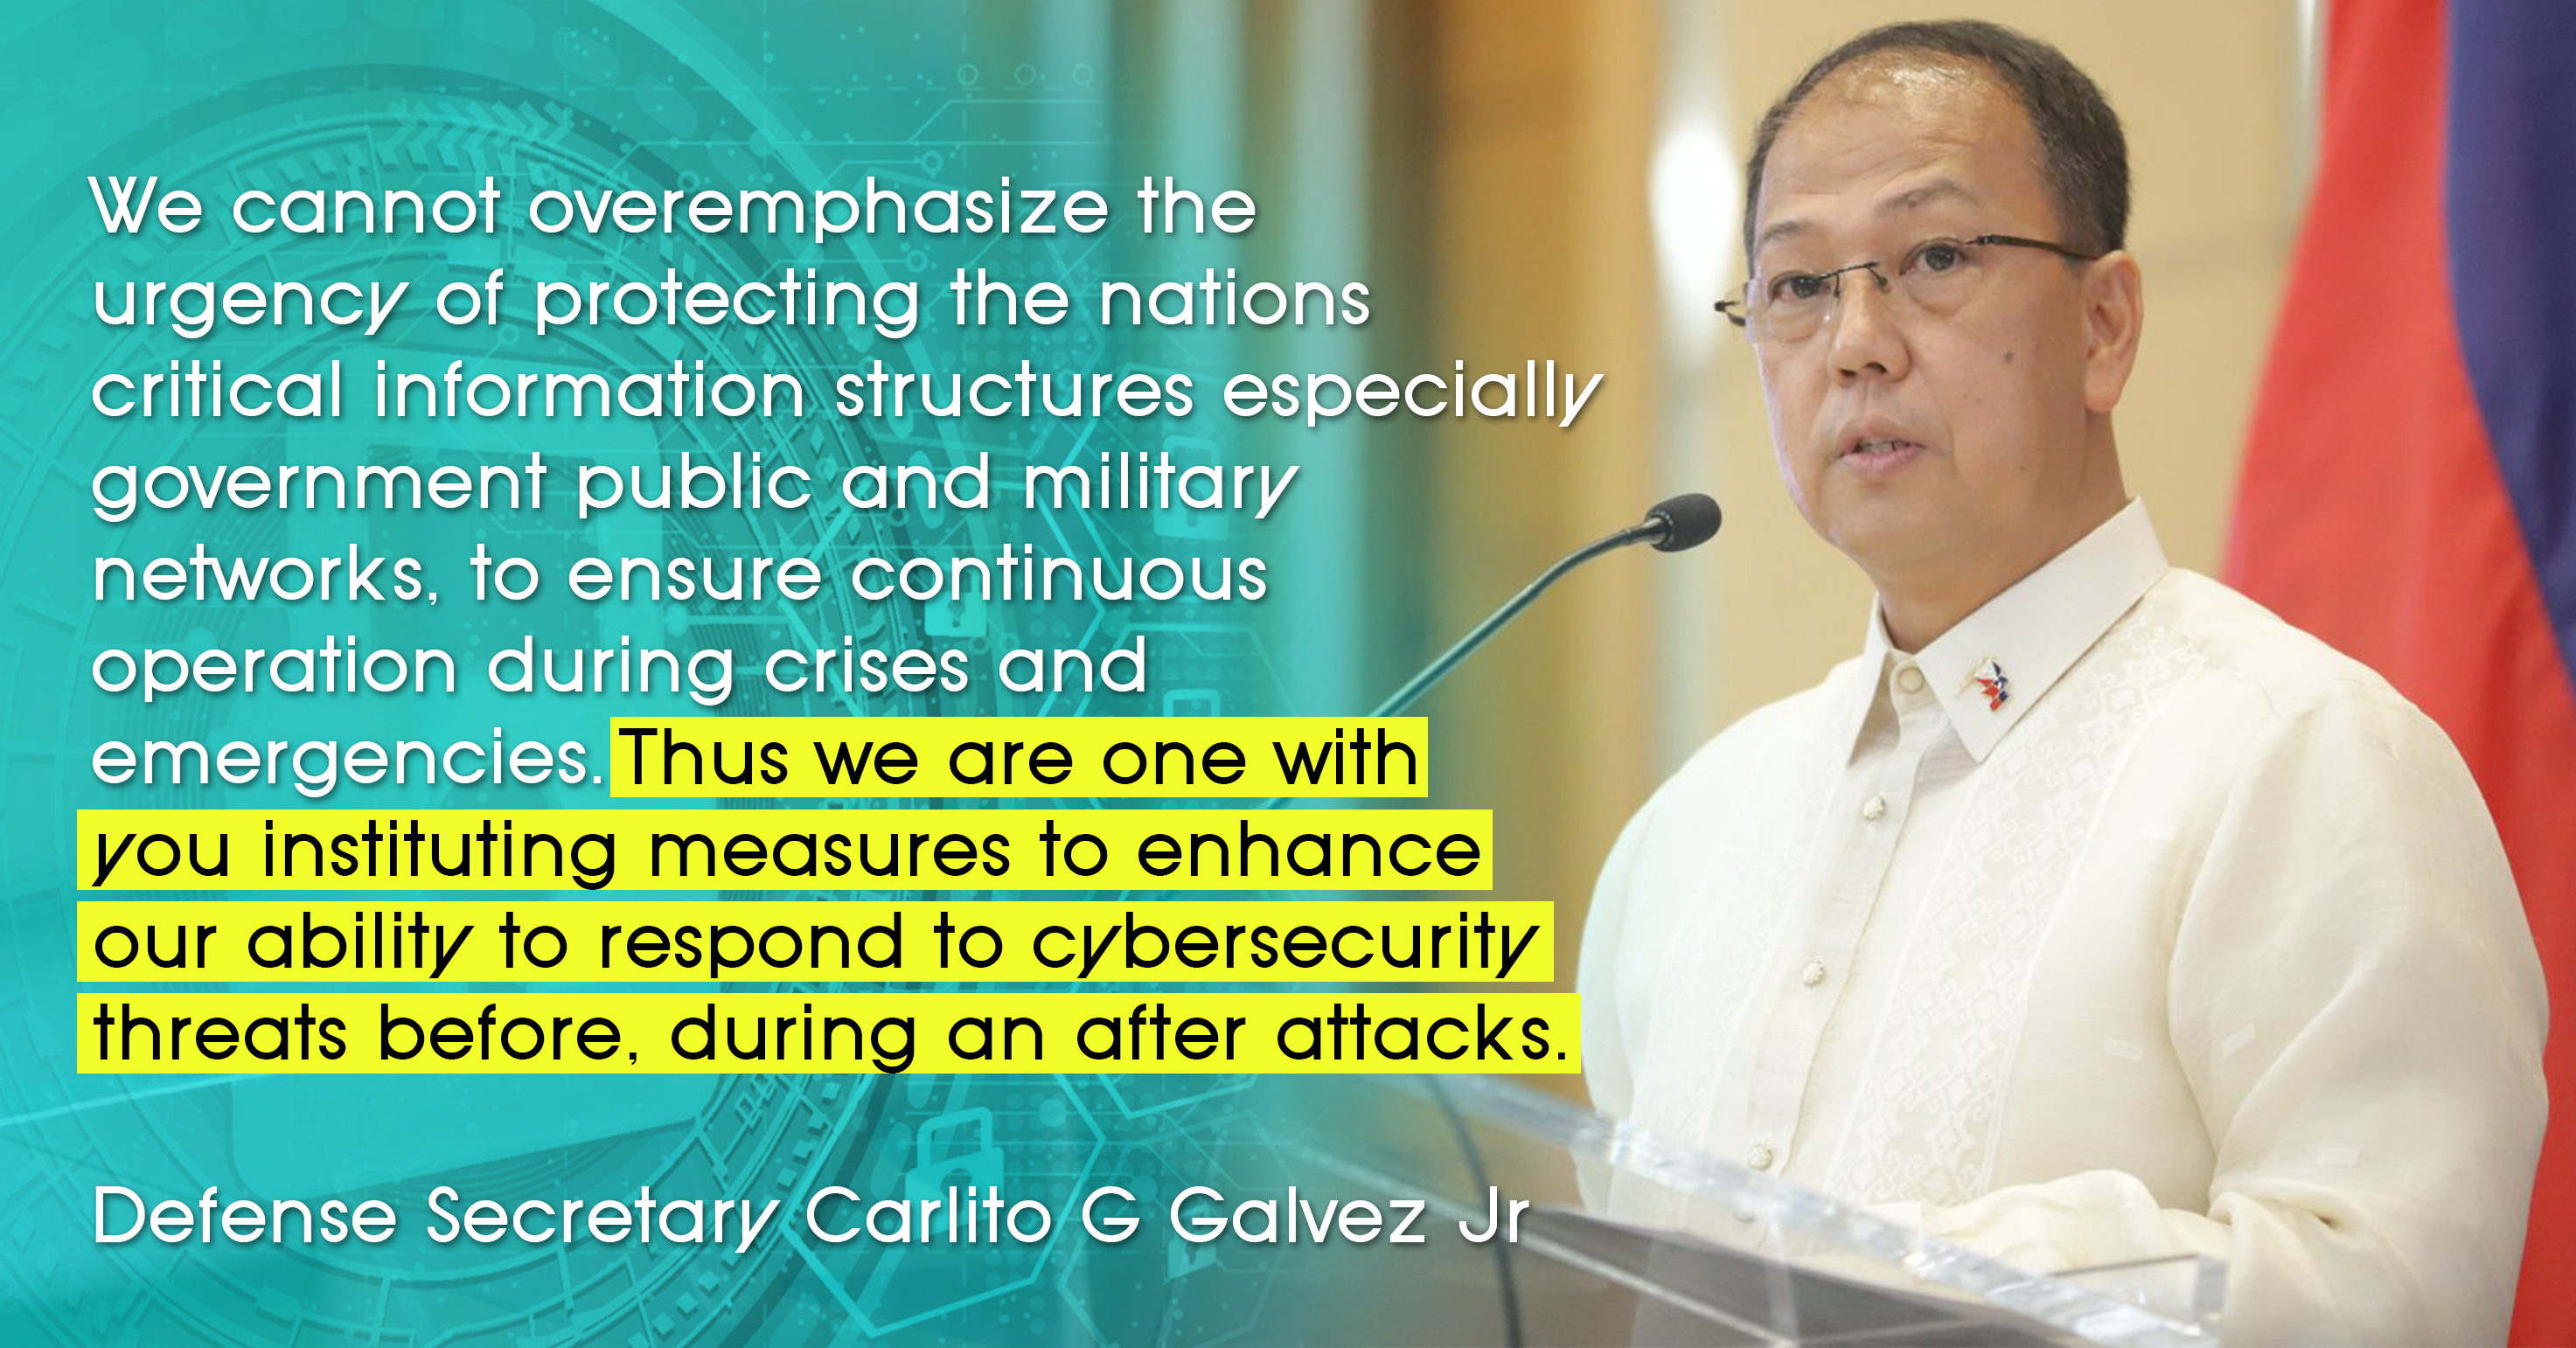 We cannot overemphasize the
urgency of protecting the nations
critical information structures especially
government public and military
networks, to ensure continuous
operation during crises and
emergencies. Thus we are one with
you instituting measures to enhance
our ability to respond to cybersecurity
threats before, during an after attacks.
Defense Secretary Carlito G Galvez Jr